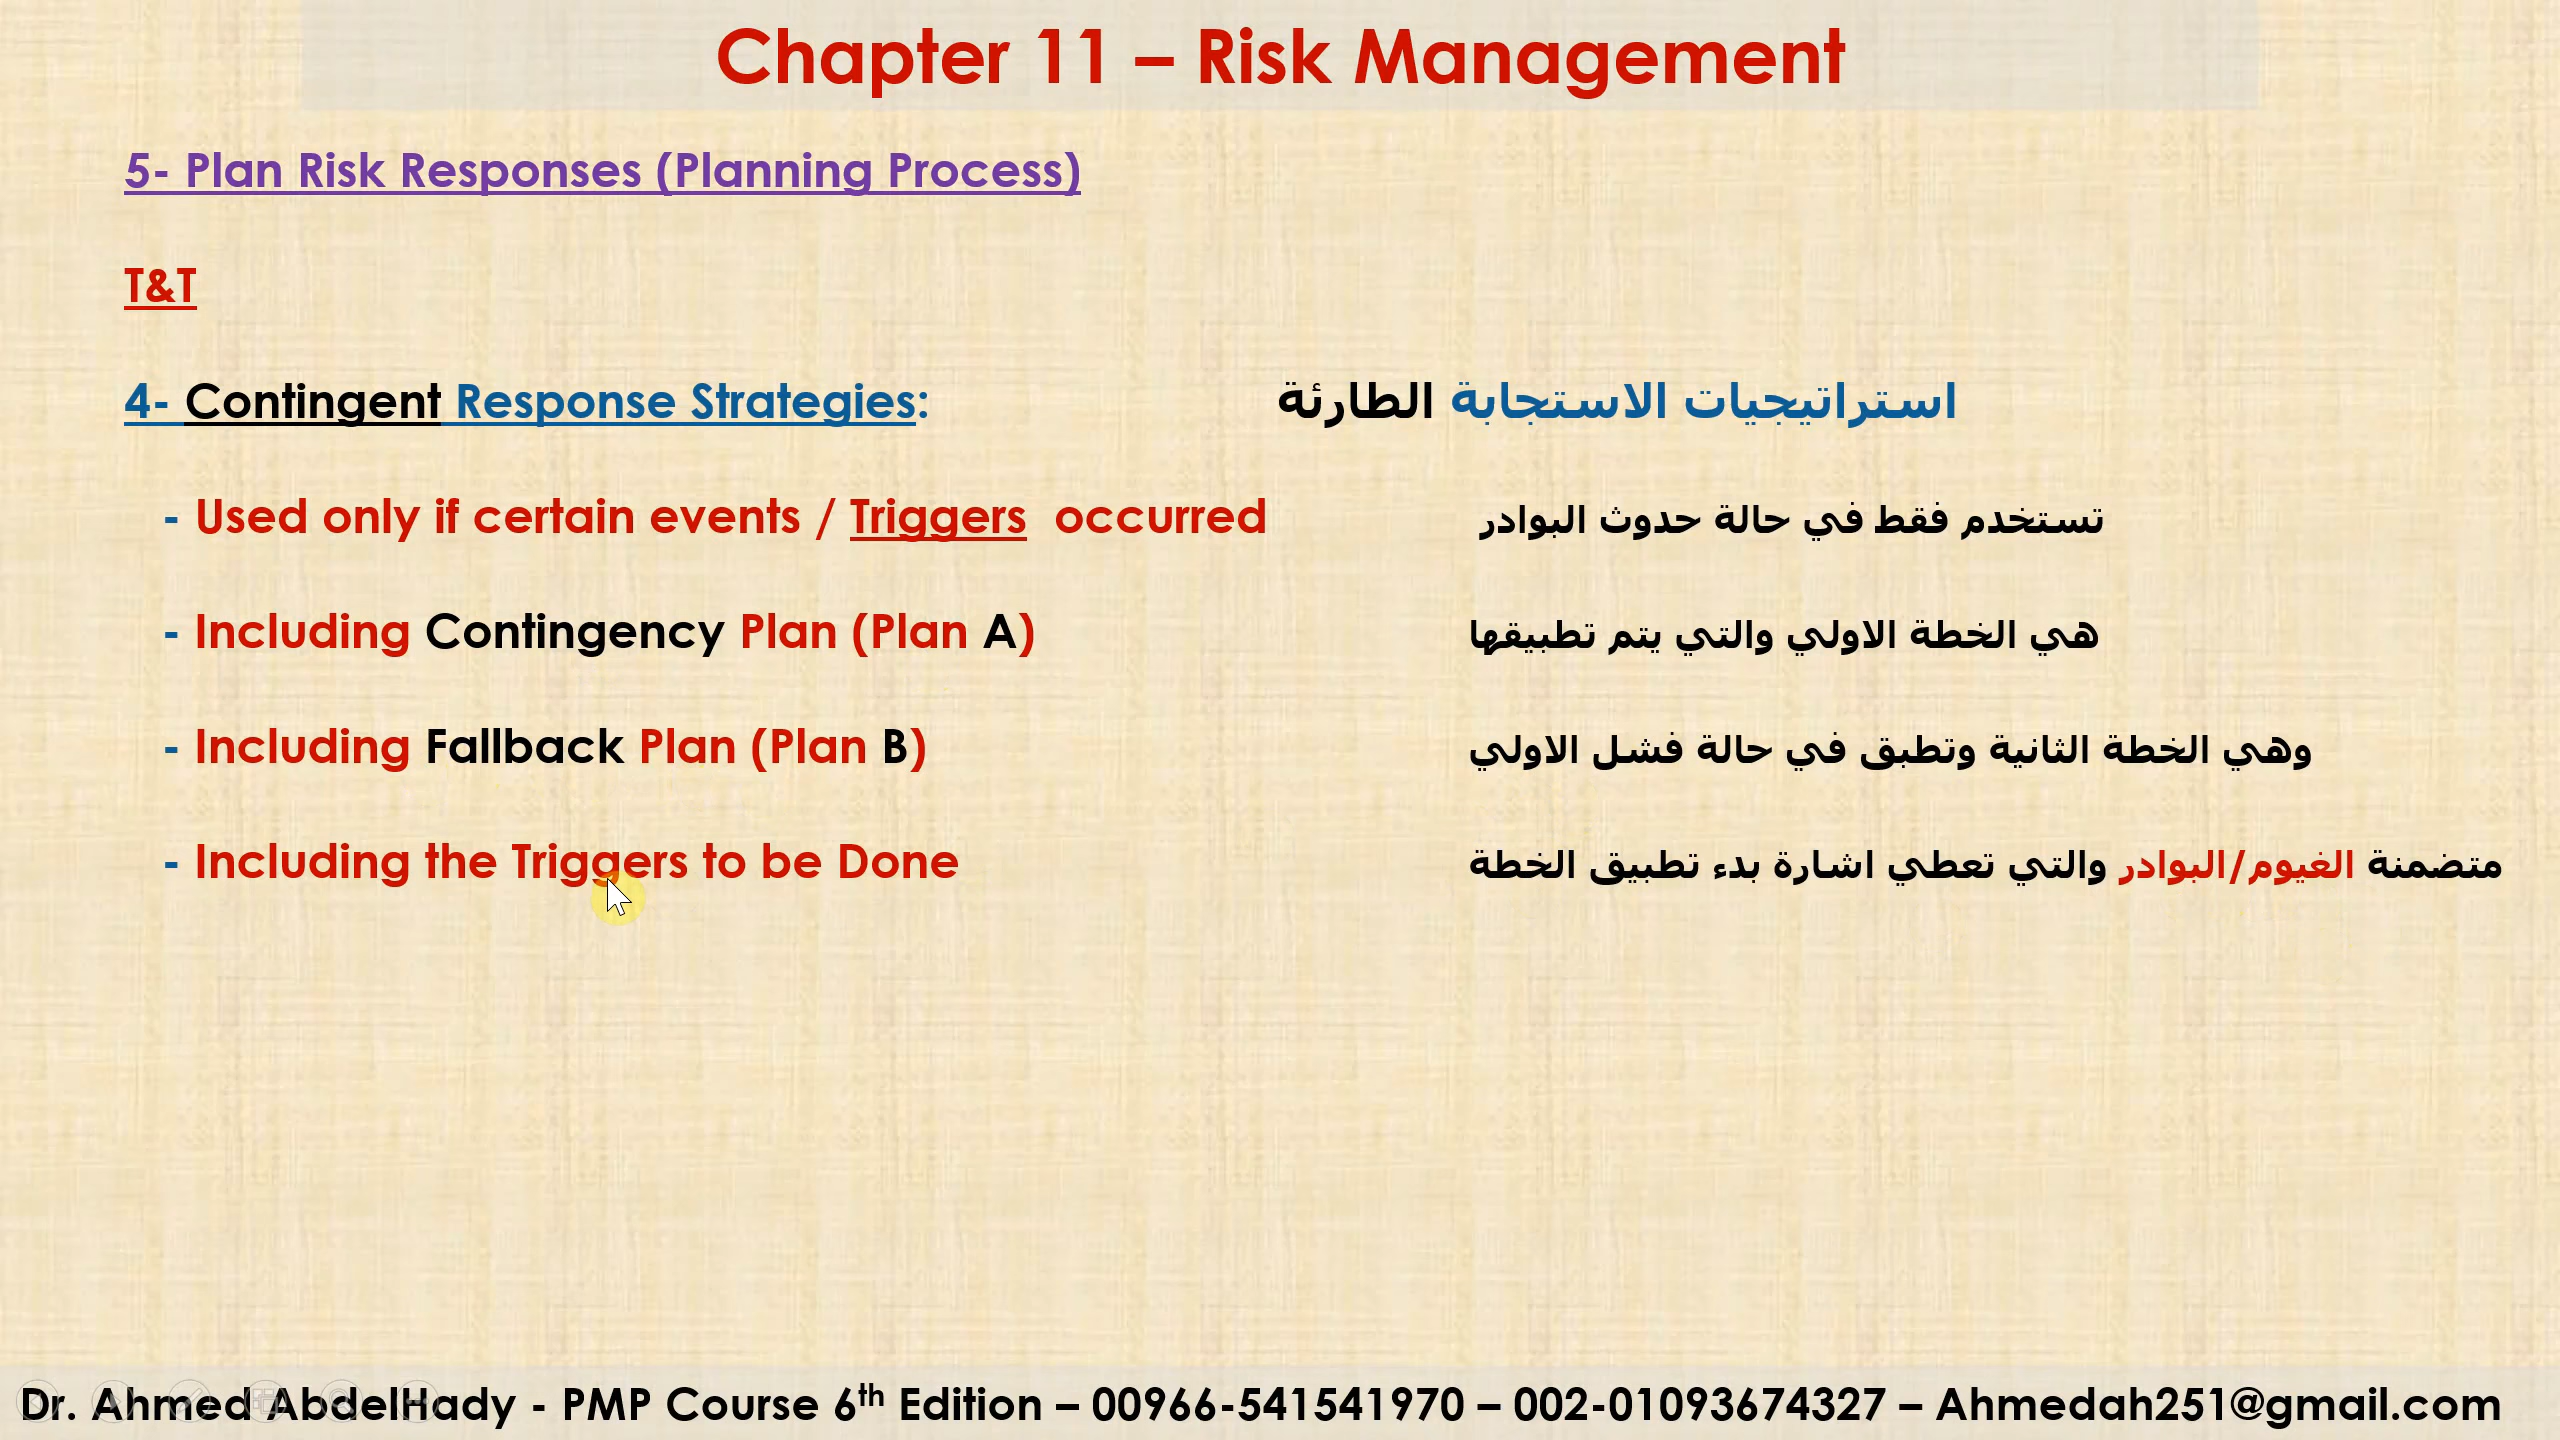 Chapter 11 – Risk Management
5- Plan Risk Responses (Planning Process)
T&T
4- Contingent Response Strategies: استراتيجيات الاستجابة الطارئة
- Used only if certain events / Triggers occurred تستخدم فقط في حالة حدوث البوادر
- Including Contingency Plan (Plan A) هي الخطة الاولي والتي يتم تطبيقها
- Including Fallback Plan (Plan B) وهي الخطة الثانية وتطبق في حالة فشل الاولي
- Including the Triggers to be Done متضمنة الغيوم/البوادر والتي تعطي اشارة بدء تطبيق الخطة
Dr. Ahmed AbdelHady - PMP Course 6th Edition – 00966-541541970 – 002-01093674327 – Ahmedah251@gmail.com